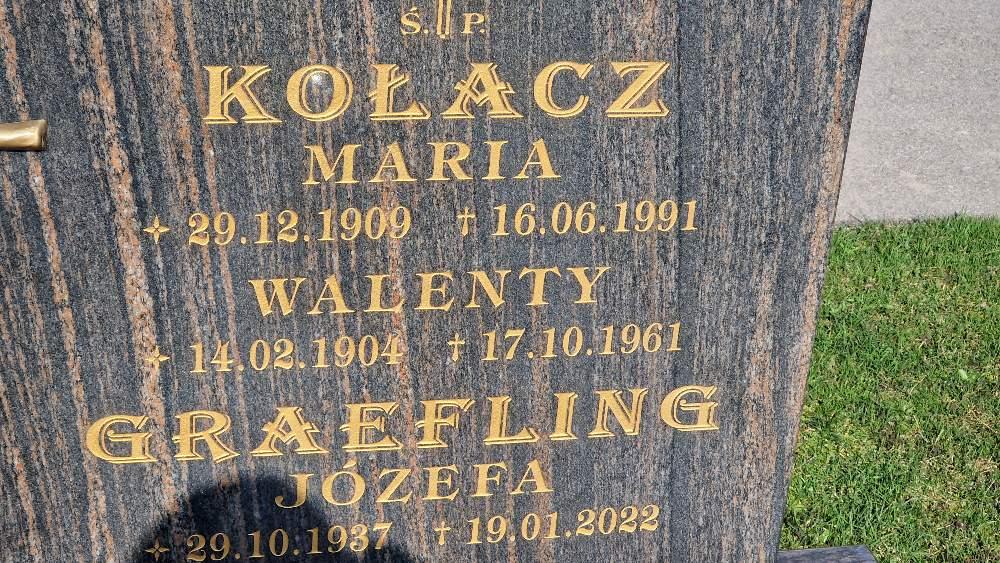 Ś. P.
KOŁACZ
MARIA
29.12.1909 † 16.06.1991
WALENTY
14.02.1904 † 17.10.1961
GRAEFLING
JÓZEFA
29.10.1937 † 19.01.2022